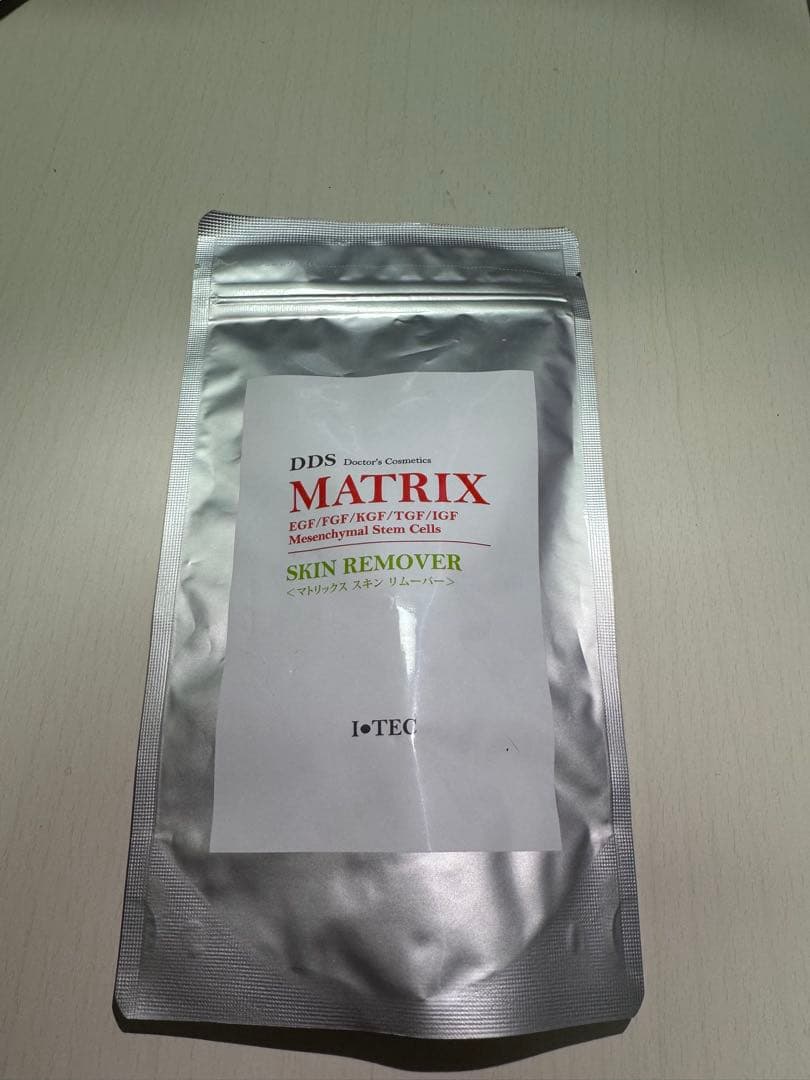 DDS Doctor's Cosmetics
MATRIX
EGF/FGF/KGF/TGF/IGF
Mesenchymal Stem Cells
SKIN REMOVER
＜マトリックス スキン リムーバー＞
I●TEC